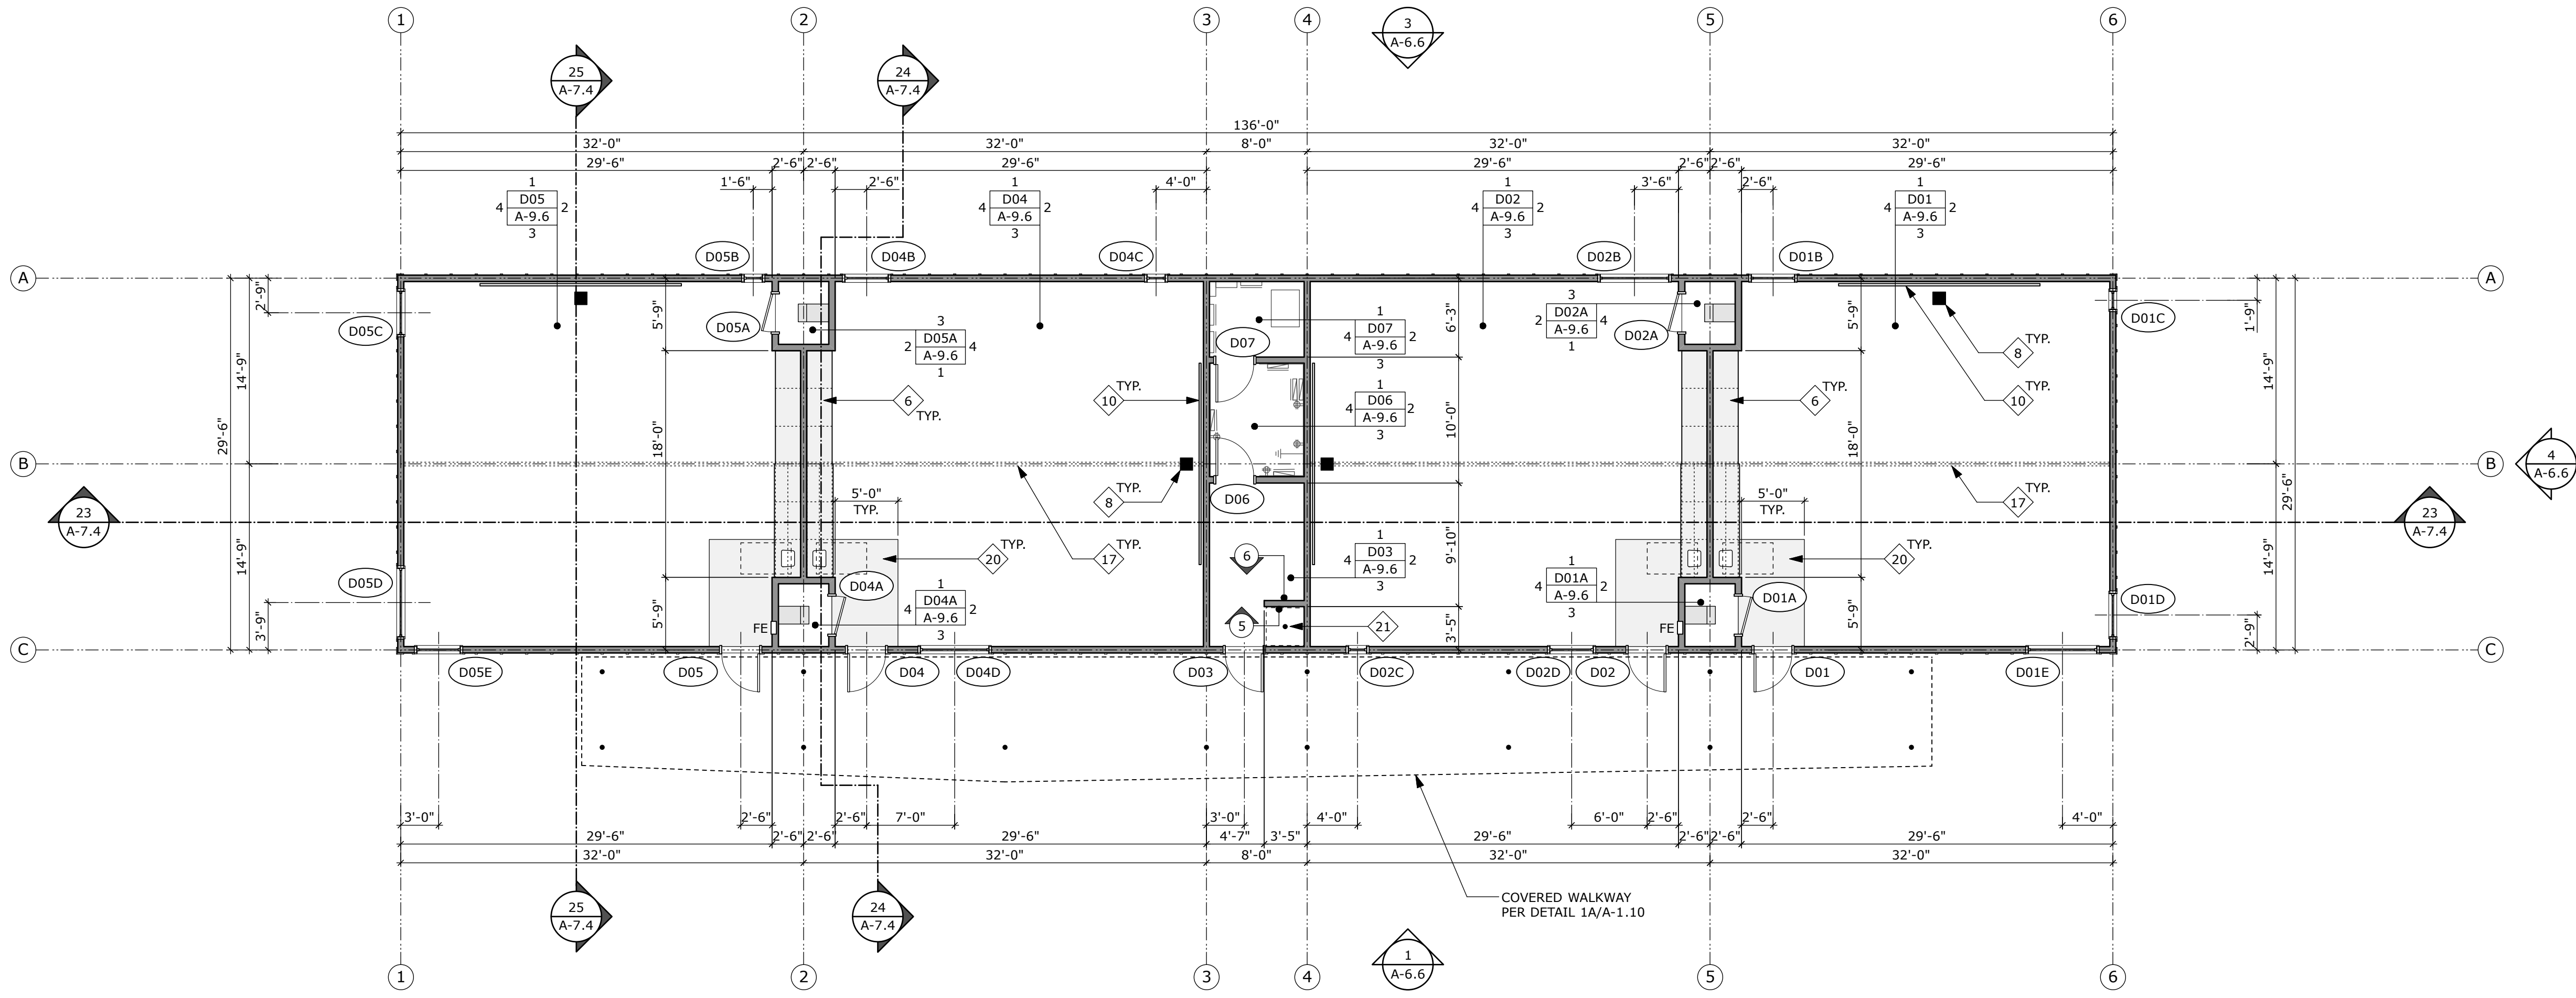 1 2 3 4 5 6
3
A-6.6
25
A-7.4
24
A-7.4
136'-0"
32'-0" 32'-0" 8'-0" 32'-0" 32'-0"
29'-6" 2'-6" 2'-6" 29'-6" 29'-6" 2'-6" 2'-6" 29'-6"
1'-6" 2'-6" 4'-0" 3'-6" 2'-6"
1
4 D05 2
A-9.6
3
1
4 D04 2
A-9.6
3
1
4 D02 2
A-9.6
3
1
4 D01 2
A-9.6
3
D05B D04B D04C D02B D01B
A A
2'-9" 5'-9" 6'-3" 5'-9" 1'-9"
D05C D05A D07 D02A D01C
3
2 D05A 4
A-9.6
1
1
4 D07 2
A-9.6
3
3
2 D02A 4
A-9.6
1
8 TYP.
14'-9" 14'-9"
6 TYP.
10 TYP.
1
4 D06 2
A-9.6
3
6 TYP.
10 TYP.
29'-6" 18'-0" 10'-0" 18'-0" 29'-6"
B B
4
A-6.6
23
A-7.4
5'-0"
TYP.
8 TYP.
D06
5'-0"
TYP.
17 TYP.
23
A-7.4
14'-9" 9'-10" 14'-9"
20 TYP.
17 TYP.
6
1
4 D03 2
A-9.6
3
20 TYP.
D05D D04A D01A D01D
1
4 D04A 2
A-9.6
3
1
4 D01A 2
A-9.6
3
3'-9" 5'-9" 3'-5" 5'-9" 2'-9"
FE 5 21 FE
C C
D05E D05 D04 D04D D03 D02C D02D D02 D01 D01E
3'-0" 2'-6" 2'-6" 7'-0" 3'-0" 4'-0" 6'-0" 2'-6" 2'-6" 4'-0"
29'-6" 2'-6" 2'-6" 29'-6" 4'-7" 3'-5" 29'-6" 2'-6" 2'-6" 29'-6"
32'-0" 32'-0" 8'-0" 32'-0" 32'-0"
COVERED WALKWAY
PER DETAIL 1A/A-1.10
25
A-7.4
24
A-7.4
1
A-6.6
1 2 3 4 5 6